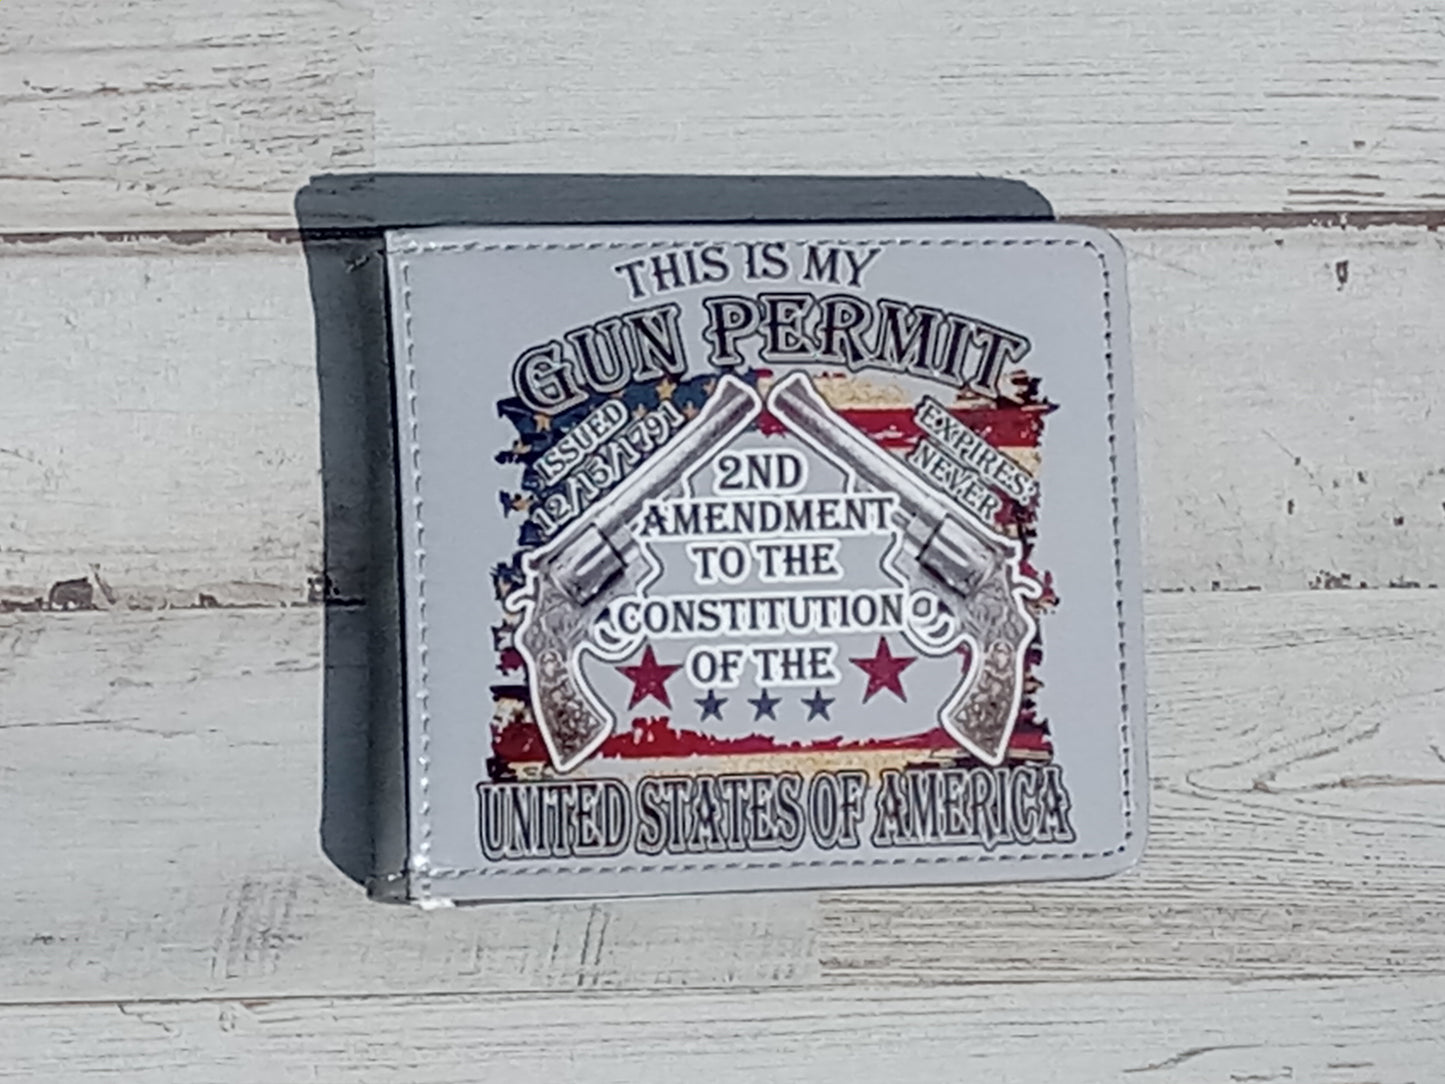 THIS IS MY
GUN PERMIT
ISSUED
12/15/1791
EXPIRES:
NEVER
2ND
AMENDMENT
TO THE
CONSTITUTION
OF THE
UNITED STATES OF AMERICA